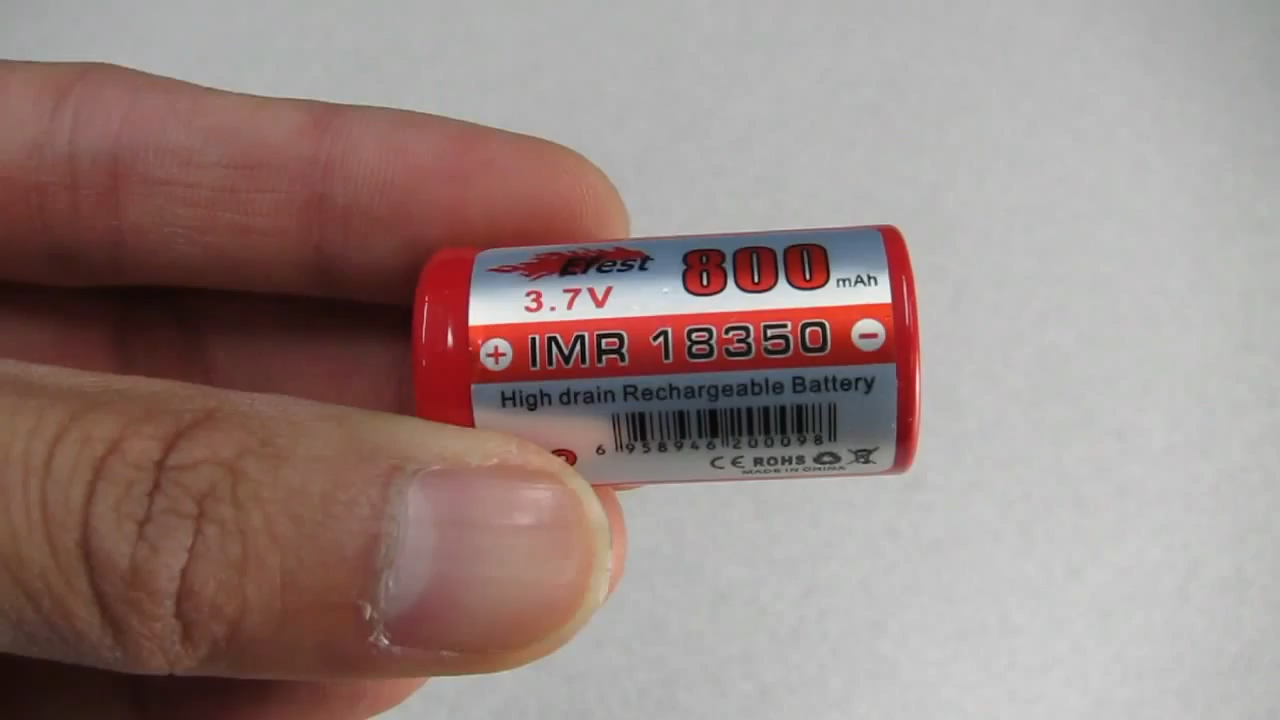 Efest
800 mAh
3.7V
+ IMR 18350 -
High drain Rechargeable Battery
6 958946 200098
CE ROHS
MADE IN CHINA